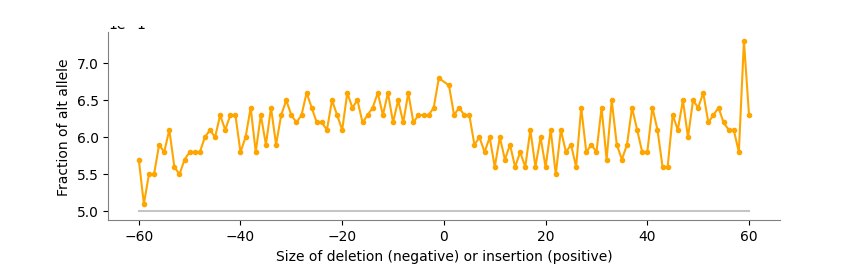 7.0
6.5
6.0
5.5
5.0
Fraction of alt allele
−60 −40 −20 0 20 40 60
Size of deletion (negative) or insertion (positive)